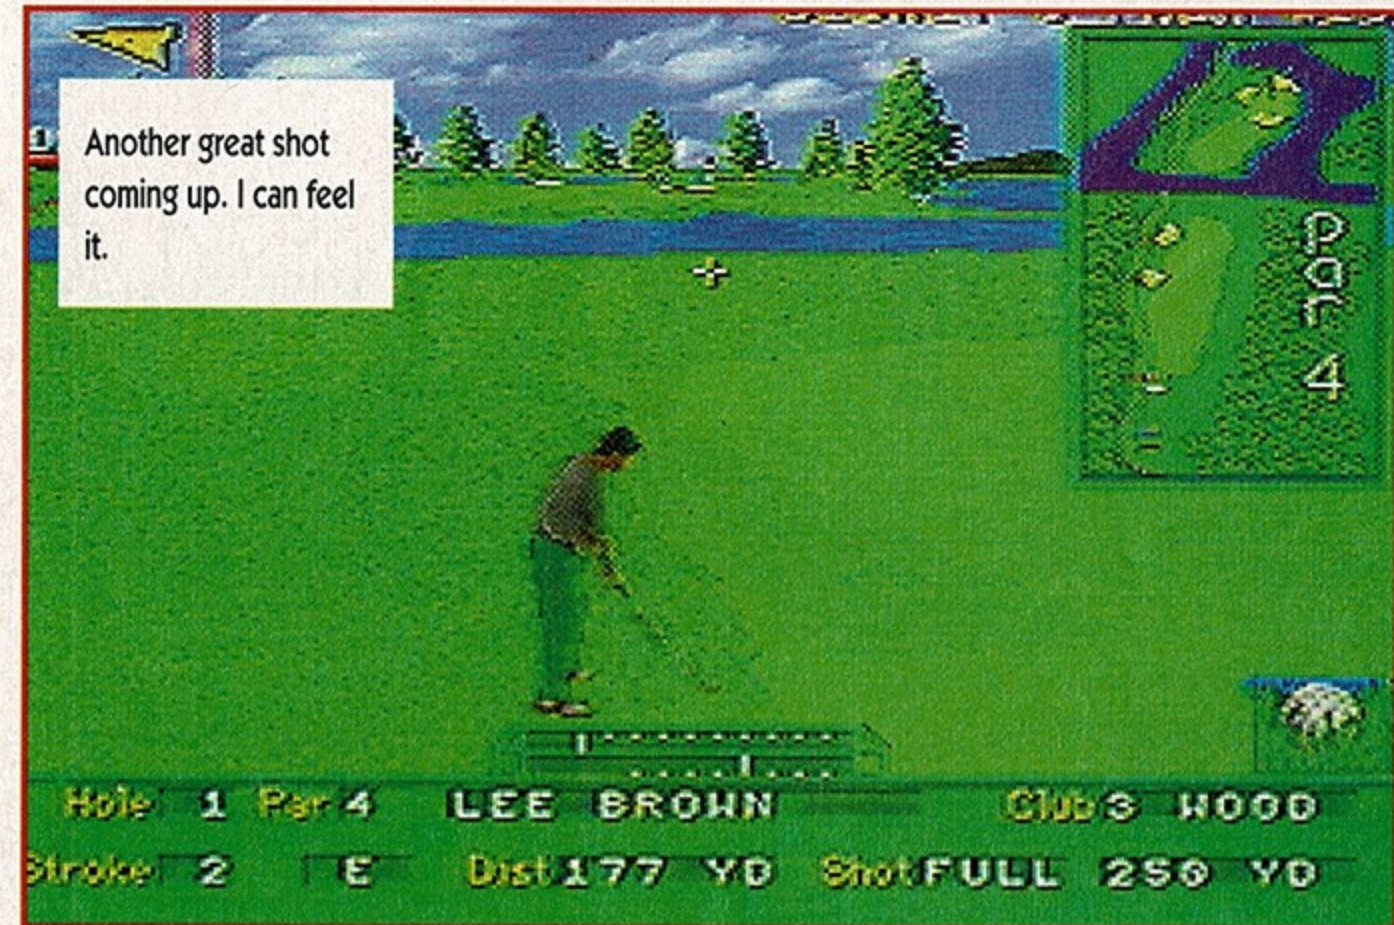 Another great shot
coming up. I can feel
it.
Par 4
Hole 1 Par 4 LEE BROWN Club 3 WOOD
Stroke 2 E Dist 177 YD Shot FULL 250 YD